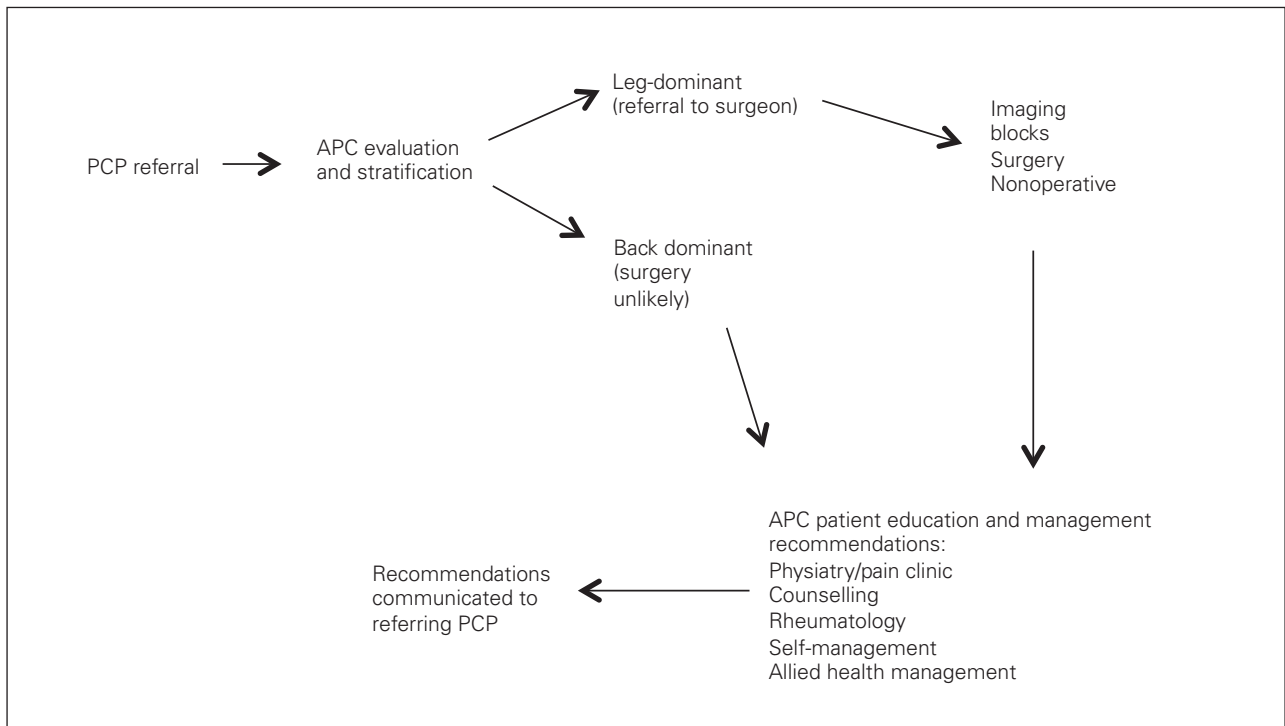 PCP referral
APC evaluation
and stratification
Leg-dominant
(referral to surgeon)
Imaging
blocks
Surgery
Nonoperative
Back dominant
(surgery
unlikely)
APC patient education and management
recommendations:
Physiatry/pain clinic
Counselling
Rheumatology
Self-management
Allied health management
Recommendations
communicated to
referring PCP